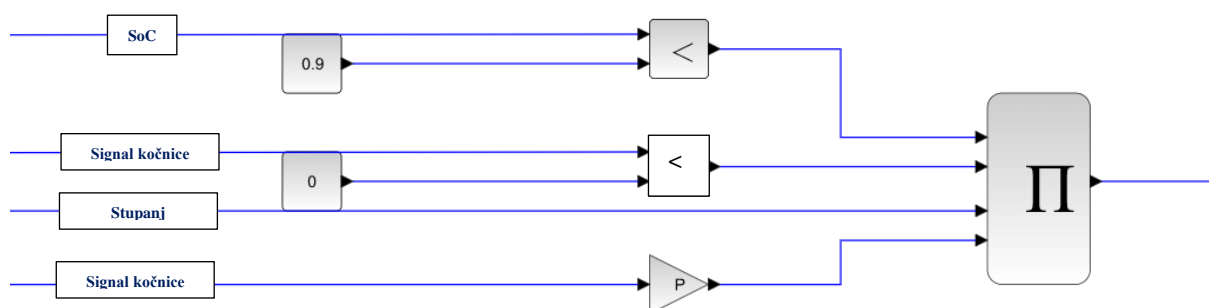 SoC
0.9
<
Signal kočnice
0
<
Stupanj
Signal kočnice
P
∏